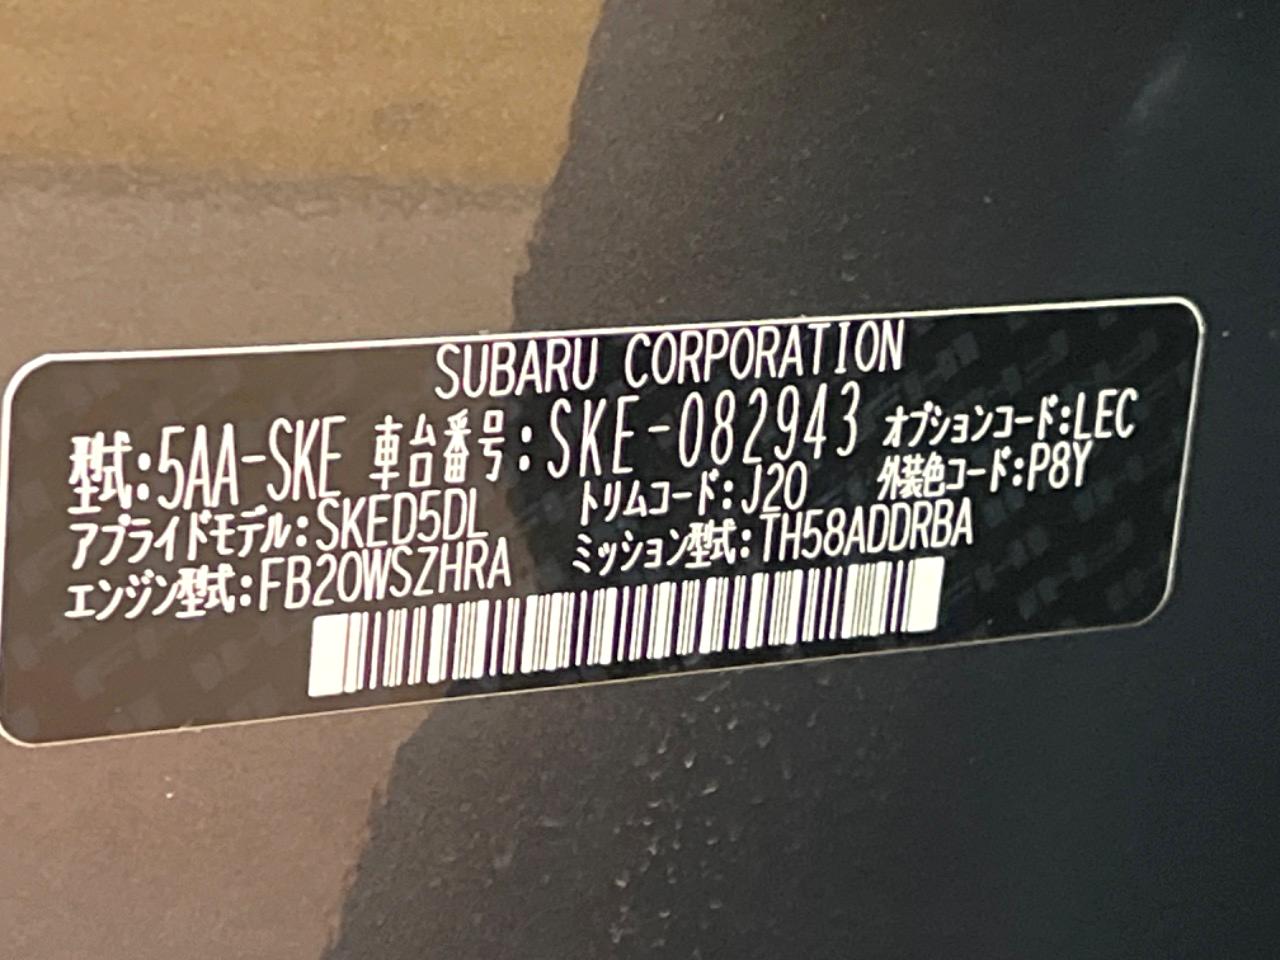 SUBARU CORPORATION
型式:5AA-SKE 車台番号:SKE-082943 オプションコード:LEC
アプライドモデル:SKED5DL トリムコード:J20 外装色コード:P8Y
エンジン型式:FB20WSZHRA ミッション型式:TH58ADDRBA